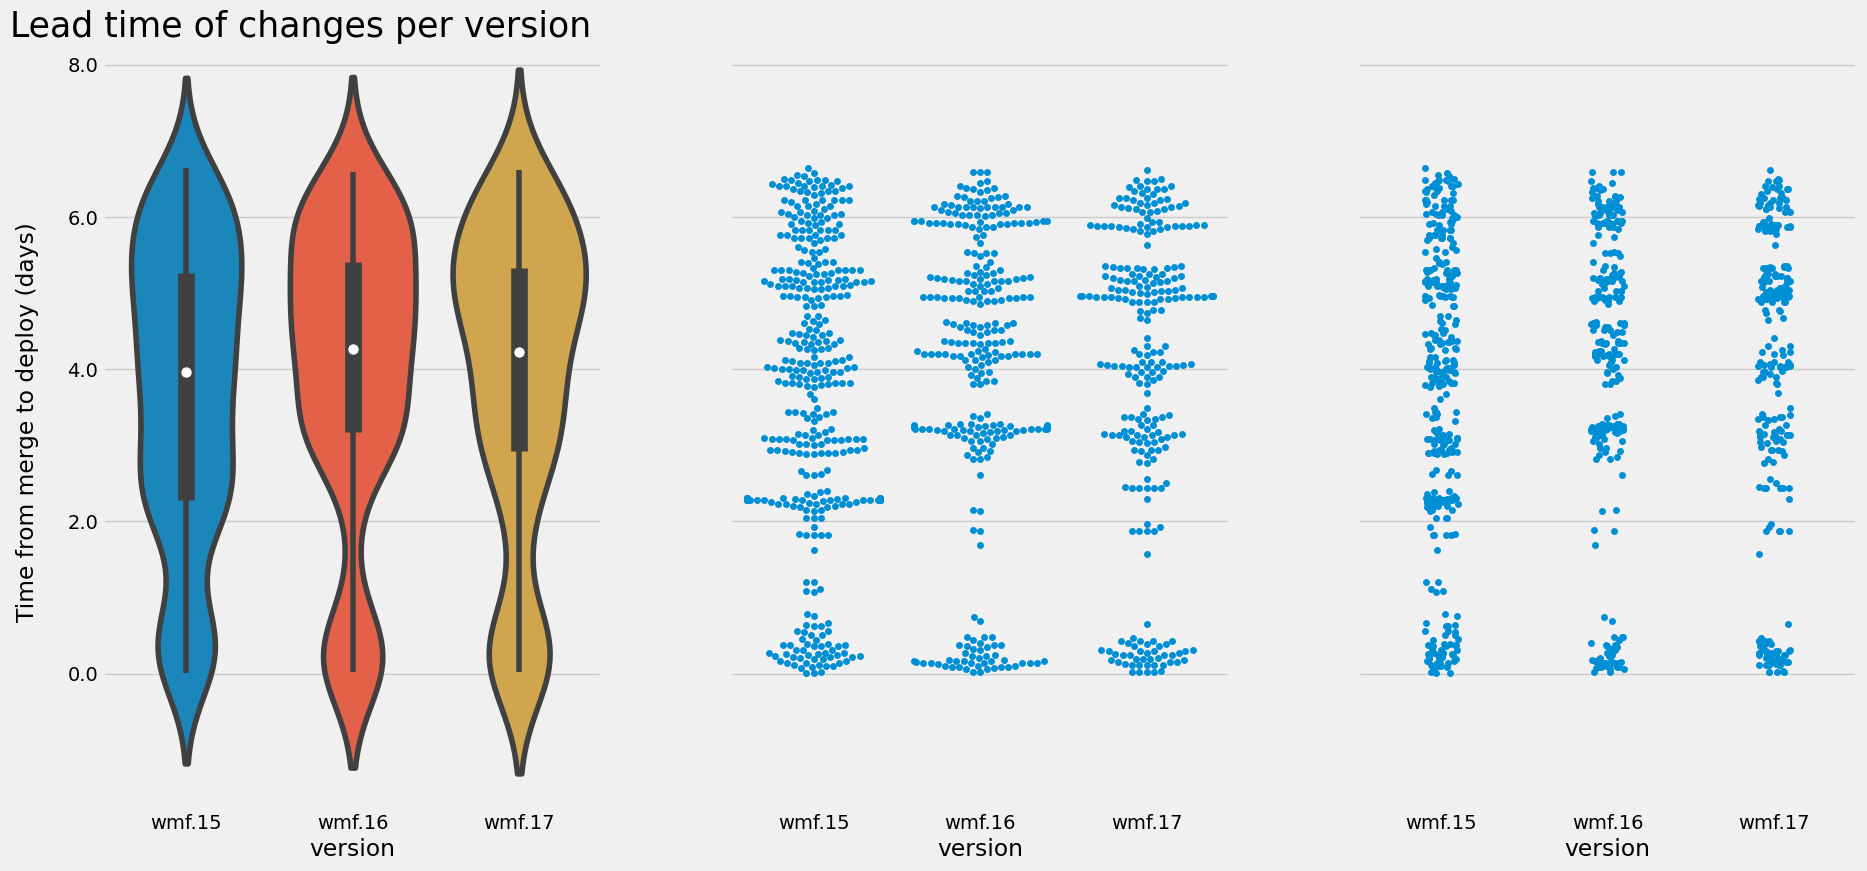 Lead time of changes per version
Time from merge to deploy (days)
8.0
6.0
4.0
2.0
0.0
wmf.15 wmf.16 wmf.17
version
wmf.15 wmf.16 wmf.17
version
wmf.15 wmf.16 wmf.17
version